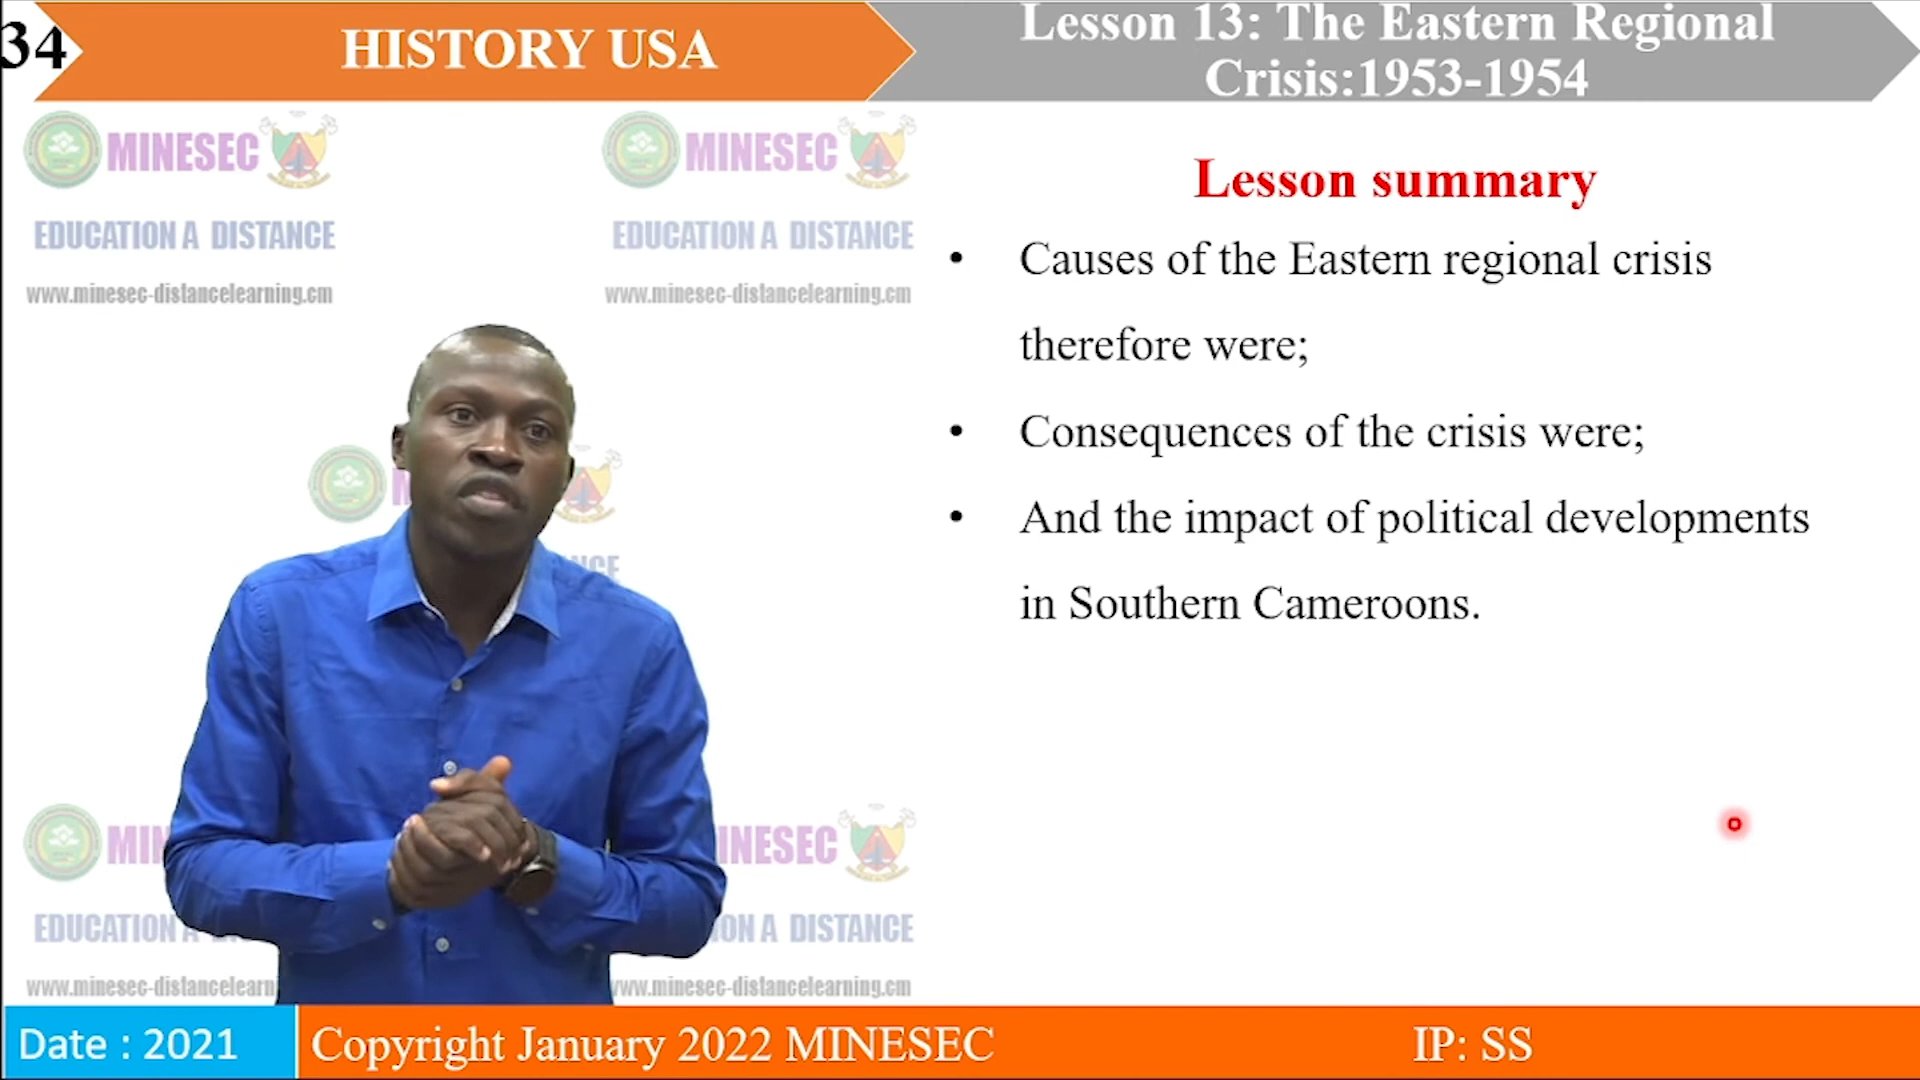 34
HISTORY USA
Lesson 13: The Eastern Regional
Crisis:1953-1954
MINESEC
EDUCATION A DISTANCE
www.minesec-distancelearning.cm
MINESEC
EDUCATION A DISTANCE
www.minesec-distancelearning.cm
Lesson summary
• Causes of the Eastern regional crisis
therefore were;
• Consequences of the crisis were;
• And the impact of political developments
in Southern Cameroons.
M
NCE
MIN
EDUCATION A D
www.minesec-distancelearn
INESEC
ION A DISTANCE
www.minesec-distancelearning.cm
Date : 2021
Copyright January 2022 MINESEC
IP: SS